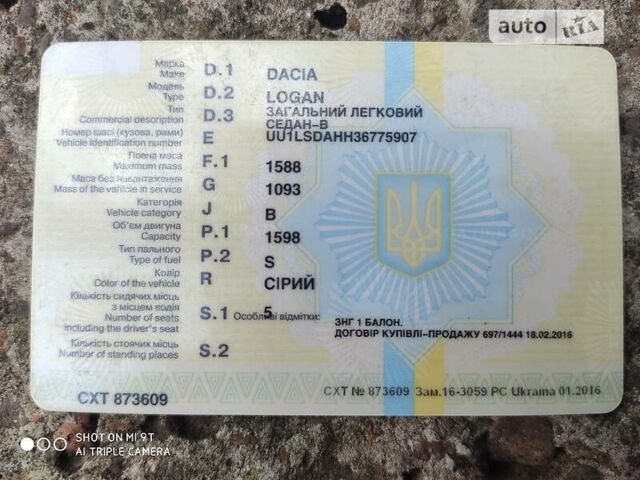 auto RIA
Марка
Make D.1 DACIA
Модель
Type D.2 LOGAN
Тип
Commercial description D.3 ЗАГАЛЬНИЙ ЛЕГКОВИЙ
СЕДАН-В
Номер шасі (кузова, рами)
Vehicle identification number E UU1LSDAHH36775907
Повна маса
Maximum mass F.1 1588
Маса без навантаження
Mass of the vehicle in service G 1093
Категорія
Vehicle category J B
Об'єм двигуна
Capacity P.1 1598
Тип пального
Type of fuel P.2 S
Колір
Color of the vehicle R СІРИЙ
Кількість сидячих місць
з місцем водія
Number of seats
including the driver's seat S.1 5 Особливі відмітки: ЗНГ 1 БАЛОН.
ДОГОВІР КУПІВЛІ-ПРОДАЖУ 697/1444 18.02.2016
Кількість стоячих місць
Number of standing places S.2
СХТ 873609
СХТ № 873609 Зам.16-3059 РС Ukraina 01.2016
SHOT ON MI 9T
AI TRIPLE CAMERA